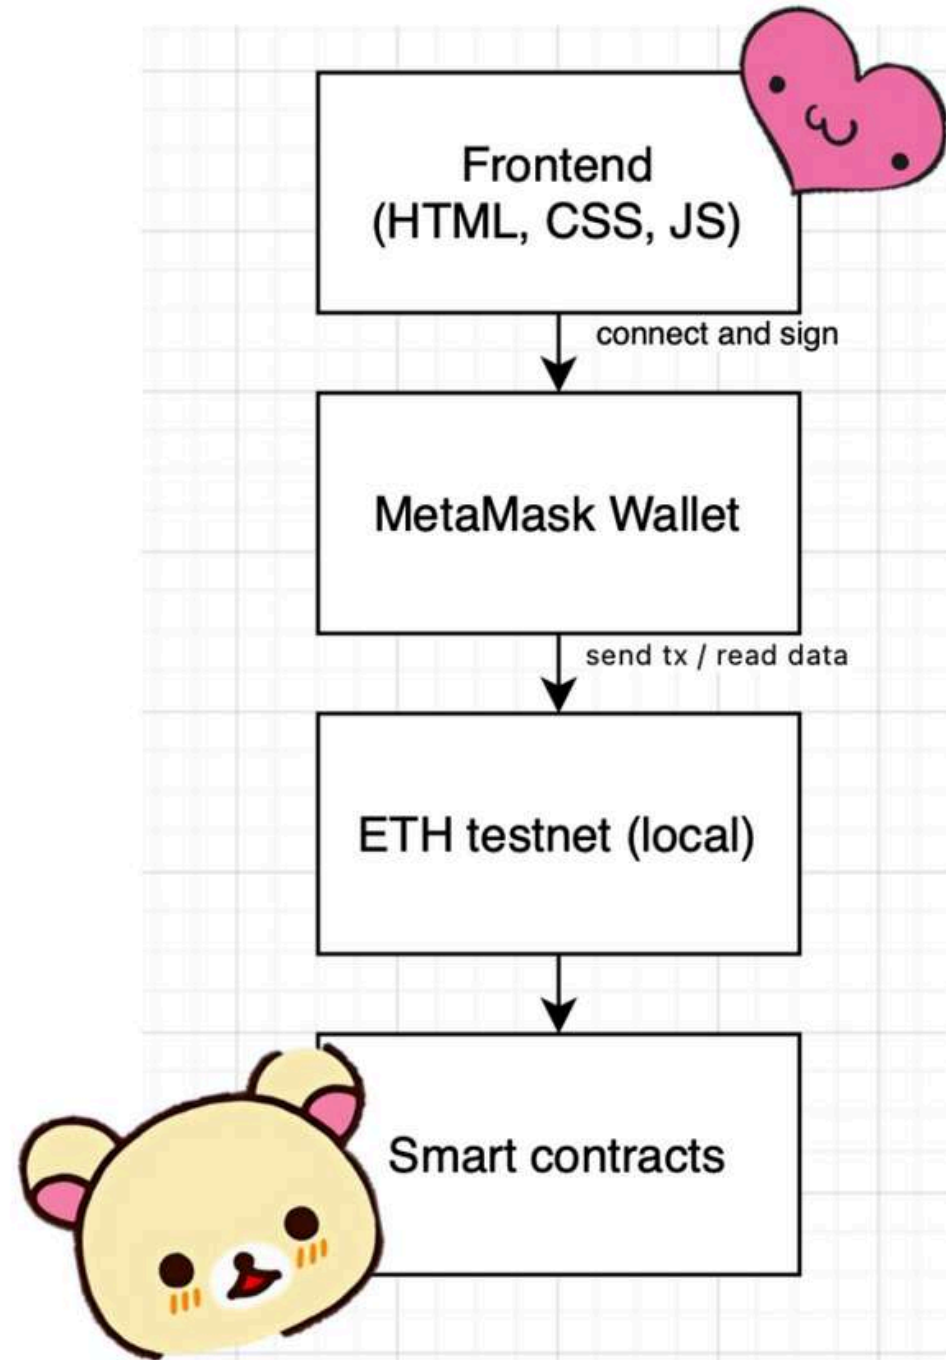 Frontend
(HTML, CSS, JS)
connect and sign
MetaMask Wallet
send tx / read data
ETH testnet (local)
Smart contracts